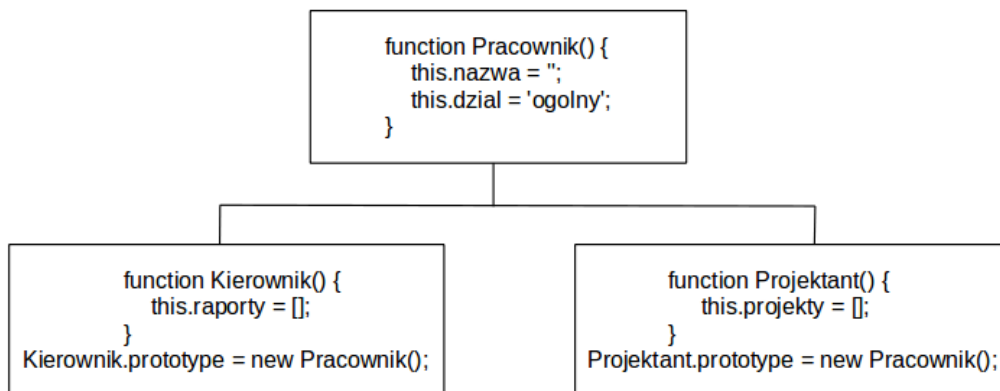 function Pracownik() {
this.nazwa = '';
this.dzial = 'ogolny';
}
function Kierownik() {
this.raporty = [];
}
Kierownik.prototype = new Pracownik();
function Projektant() {
this.projekty = [];
}
Projektant.prototype = new Pracownik();